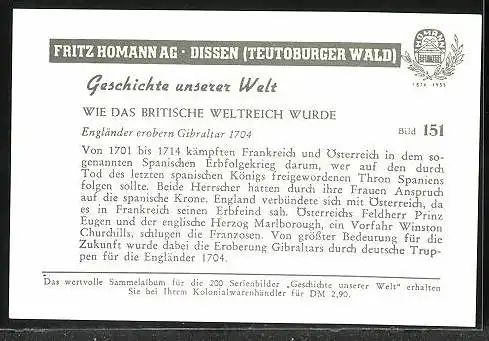 FRITZ HOMANN AG · DISSEN (TEUTOBURGER WALD)
HOMANN
1876 1951
Geschichte unserer Welt
WIE DAS BRITISCHE WELTREICH WURDE
Engländer erobern Gibraltar 1704 Bild 151
Von 1701 bis 1714 kämpften Frankreich und Österreich in dem so-
genannten Spanischen Erbfolgekrieg darum, wer auf den durch
Tod des letzten spanischen Königs freigewordenen Thron Spaniens
folgen sollte. Beide Herrscher hatten durch ihre Frauen Anspruch
auf die spanische Krone. England verbündete sich mit Österreich, da
es in Frankreich seinen Erbfeind sah. Österreichs Feldherr Prinz
Eugen und der englische Herzog Marlborough, ein Vorfahr Winston
Churchills, schlugen die Franzosen. Von größter Bedeutung für die
Zukunft wurde dabei die Eroberung Gibraltars durch deutsche Trup-
pen für die Engländer 1704.
Das wertvolle Sammelalbum für die 200 Serienbilder „Geschichte unserer Welt" erhalten
Sie bei Ihrem Kolonialwarenhändler für DM 2,90.